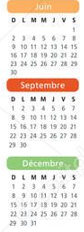 Juin
D L M M J V S
1
2 3 4 5 6 7 8
9 10 11 12 13 14 15
16 17 18 19 20 21 22
23 24 25 26 27 28 29
30
Septembre
D L M M J V S
1 2 3 4 5 6 7
8 9 10 11 12 13 14
15 16 17 18 19 20 21
22 23 24 25 26 27 28
29 30
Décembre
D L M M J V S
1 2 3 4 5 6 7
8 9 10 11 12 13 14
15 16 17 18 19 20 21
22 23 24 25 26 27 28
29 30 31